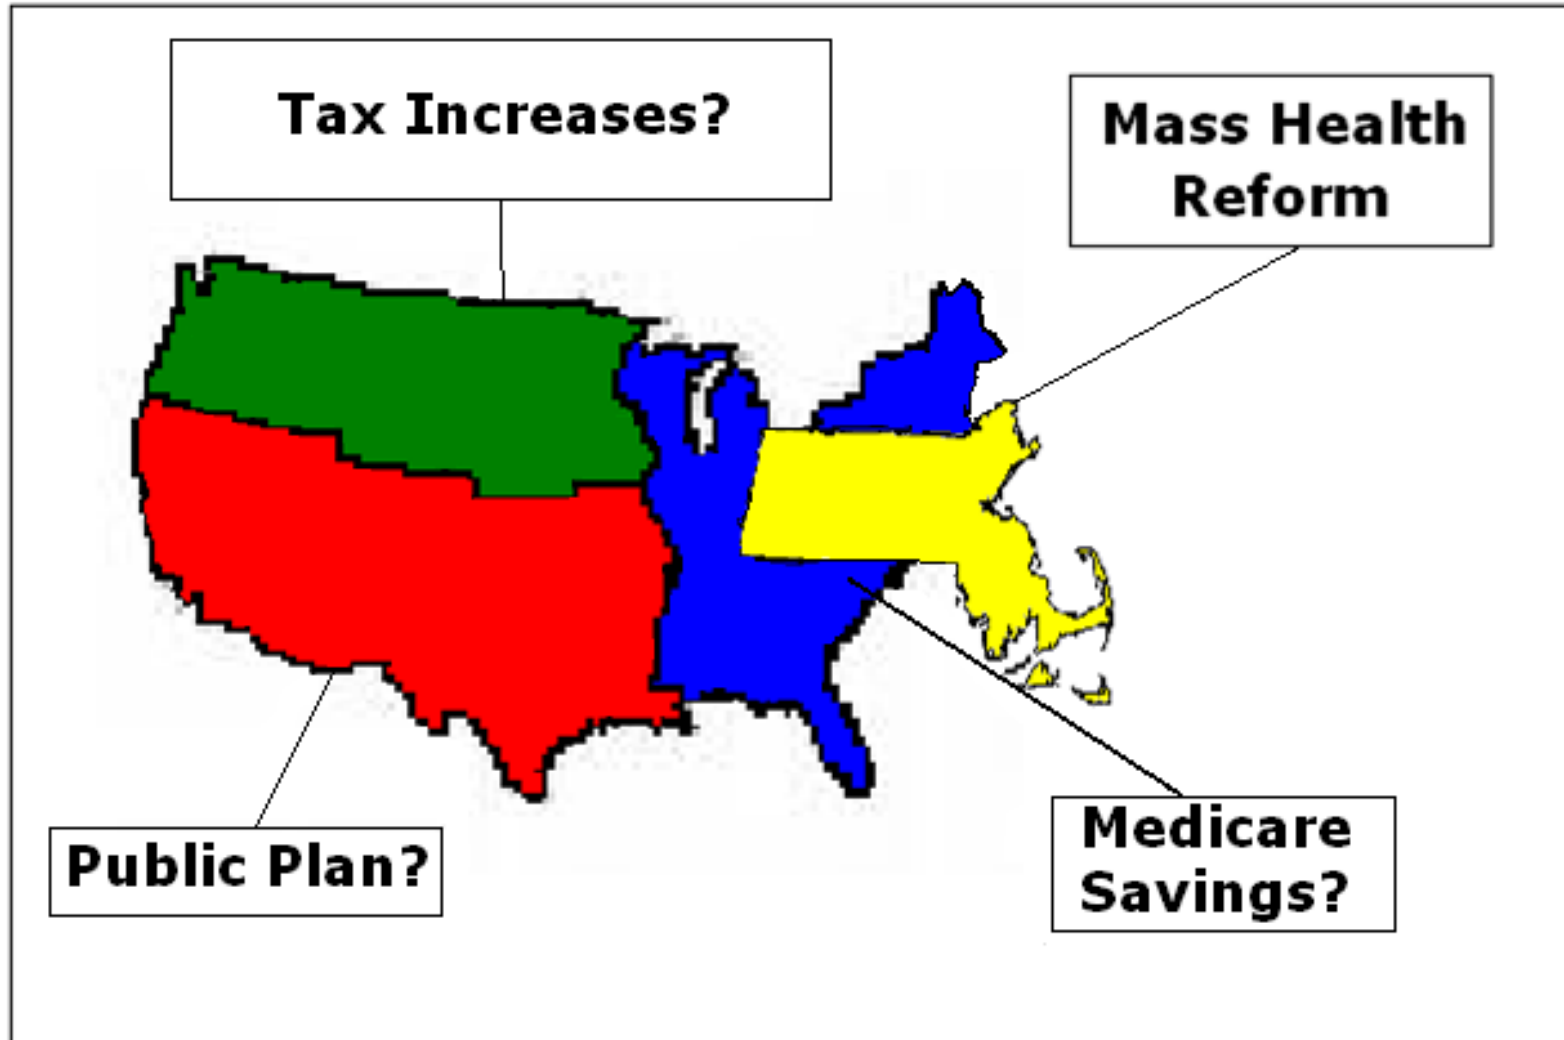 Tax Increases?
Mass Health
Reform
Public Plan?
Medicare
Savings?